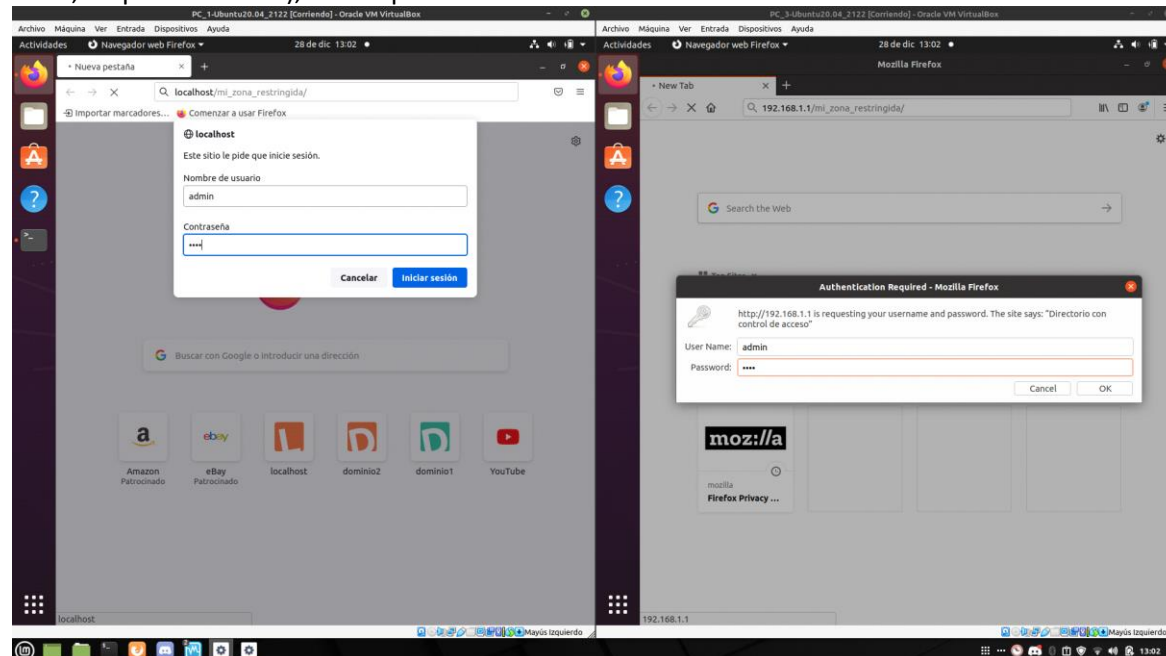 PC_1-Ubuntu20.04_2122 [Corriendo] - Oracle VM VirtualBox
Archivo Máquina Ver Entrada Dispositivos Ayuda
Actividades Navegador web Firefox 28 de dic 13:02
Nueva pestaña
localhost/mi_zona_restringida/
Importar marcadores... Comenzar a usar Firefox
localhost
Este sitio le pide que inicie sesión.
Nombre de usuario
admin
Contraseña
••••
Cancelar Iniciar sesión
Buscar con Google o introducir una dirección
a ebay
Amazon eBay localhost dominio2 dominio1 YouTube
Patrocinado Patrocinado
localhost
Mayús Izquierdo
PC_3-Ubuntu20.04_2122 [Corriendo] - Oracle VM VirtualBox
Archivo Máquina Ver Entrada Dispositivos Ayuda
Actividades Navegador web Firefox 28 de dic 13:02
Mozilla Firefox
New Tab
192.168.1.1/mi_zona_restringida/
Search the Web
Authentication Required - Mozilla Firefox
http://192.168.1.1 is requesting your username and password. The site says: "Directorio con
control de acceso"
User Name: admin
Password: ••••
Cancel OK
moz://a
mozilla
Firefox Privacy ...
192.168.1.1
Mayús Izquierdo
13:02